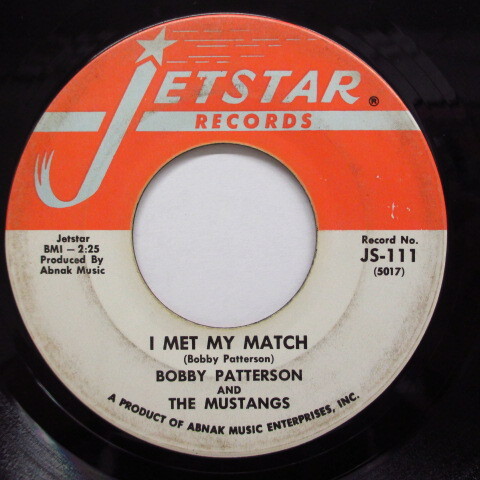 JETSTAR®
RECORDS
Jetstar
BMI — 2:25
Produced By
Abnak Music
Record No.
JS-111
(5017)
I MET MY MATCH
(Bobby Patterson)
BOBBY PATTERSON
AND
THE MUSTANGS
A PRODUCT OF ABNAK MUSIC ENTERPRISES, INC.